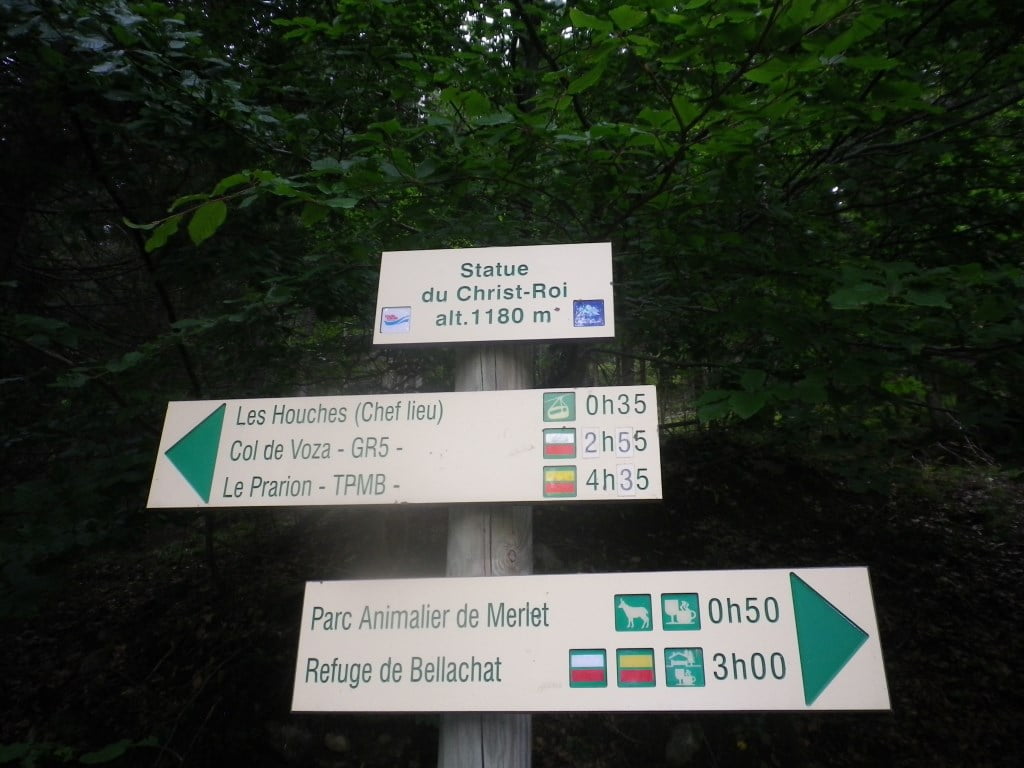 Statue
du Christ-Roi
alt.1180 m
Les Houches (Chef lieu) 0h35
Col de Voza - GR5 - 2h55
Le Prarion - TPMB - 4h35
Parc Animalier de Merlet 0h50
Refuge de Bellachat 3h00